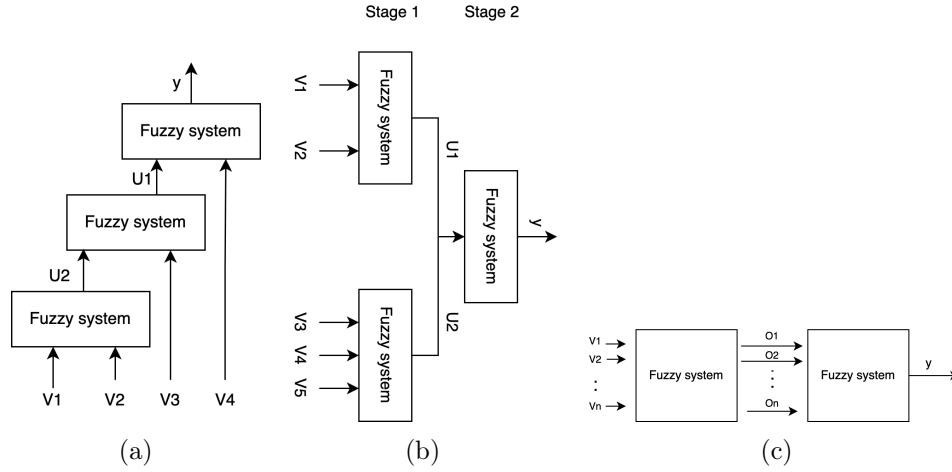 y
Fuzzy system
U1
Fuzzy system
U2
Fuzzy system
V1 V2 V3 V4
(a)
Stage 1 Stage 2
V1
V2
Fuzzy system
U1
Fuzzy system
y
U2
V3
V4
V5
Fuzzy system
(b)
V1
V2
:
Vn
Fuzzy system
O1
O2
⋮
On
Fuzzy system
y
(c)